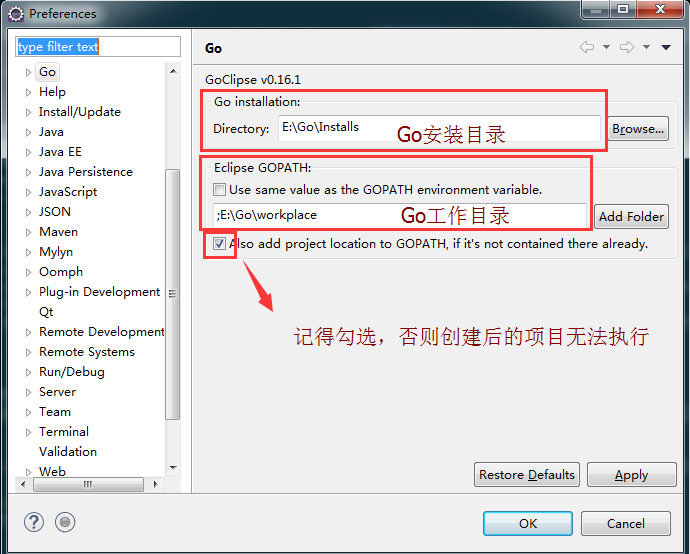 Preferences
type filter text
Go
Help
Install/Update
Java
Java EE
Java Persistence
JavaScript
JSON
Maven
Mylyn
Oomph
Plug-in Development
Qt
Remote Development
Remote Systems
Run/Debug
Server
Team
Terminal
Validation
Web
Go
GoClipse v0.16.1
Go installation:
Directory: E:\Go\Installs Go安装目录 Browse...
Eclipse GOPATH:
Use same value as the GOPATH environment variable.
;E:\Go\workplace Go工作目录 Add Folder
Also add project location to GOPATH, if it's not contained there already.
记得勾选，否则创建后的项目无法执行
Restore Defaults Apply
? OK Cancel